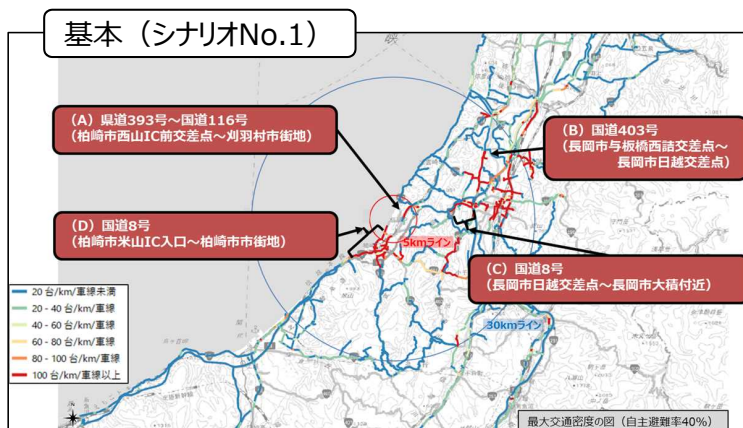 基本（シナリオNo.1）
（A）県道393号～国道116号
（柏崎市西山IC前交差点～刈羽村市街地）
（B）国道403号
（長岡市与板橋西詰交差点～
長岡市日越交差点）
（D）国道8号
（柏崎市米山IC入口～柏崎市市街地）
5kmライン
（C）国道8号
（長岡市日越交差点～長岡市大積付近）
30kmライン
20 台/km/車線未満
20 - 40 台/km/車線
40 - 60 台/km/車線
60 - 80 台/km/車線
80 - 100 台/km/車線
100 台/km/車線以上
最大交通密度の図（自主避難率40%）